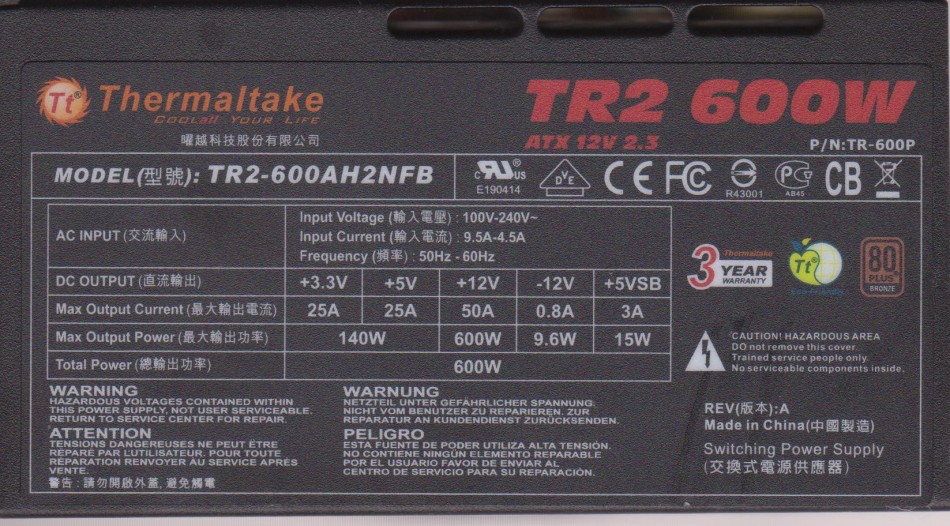 Tt® Thermaltake
COOL all YOUR LIFE
曜越科技股份有限公司
TR2 600W
ATX 12V 2.3
P/N:TR-600P
MODEL(型號): TR2-600AH2NFB
c RU® US
E190414
DVE
CE FC
R43001
PC
AB45
CB
AC INPUT (交流輸入)
Input Voltage (輸入電壓) : 100V-240V~
Input Current (輸入電流) : 9.5A-4.5A
Frequency (頻率) : 50Hz - 60Hz
DC OUTPUT (直流輸出) +3.3V +5V +12V -12V +5VSB
Max Output Current (最大輸出電流) 25A 25A 50A 0.8A 3A
Max Output Power (最大輸出功率) 140W 600W 9.6W 15W
Total Power (總輸出功率) 600W
Thermaltake
3 YEAR
WARRANTY
Tt®
80
PLUS®
BRONZE
CAUTION! HAZARDOUS AREA
DO not remove this cover.
Trained service people only.
No serviceable components inside.
WARNING
HAZARDOUS VOLTAGES CONTAINED WITHIN
THIS POWER SUPPLY, NOT USER SERVICEABLE.
RETURN TO SERVICE CENTER FOR REPAIR.
ATTENTION
TENSIONS DANGEREUSES NE PEUT ÊTRE
RÉPARÉ PAR L'UTILISATEUR. POUR TOUTE
RÉPARATION RENVOYER AU SERVICE APRÈS
VENTE.
警告 : 請勿開啟外蓋, 避免觸電
WARNUNG
NETZTEIL UNTER GEFÄHRLICHER SPANNUNG.
NICHT VOM BENUTZER ZU REPARIEREN. ZUR
REPARATUR AN KUNDENDIENST ZURÜCKSENDEN.
PELIGRO
ESTA FUENTE DE PODER UTILIZA ALTA TENSIÓN.
NO CONTIENE NINGÚN ELEMENTO REPARABLE
POR EL USUARIO FAVOR DE ENVIAR AL
CENTRO DE SERVICIO PARA SU REPARACIÓN.
REV(版本):A
Made in China(中國製造)
Switching Power Supply
(交換式電源供應器)